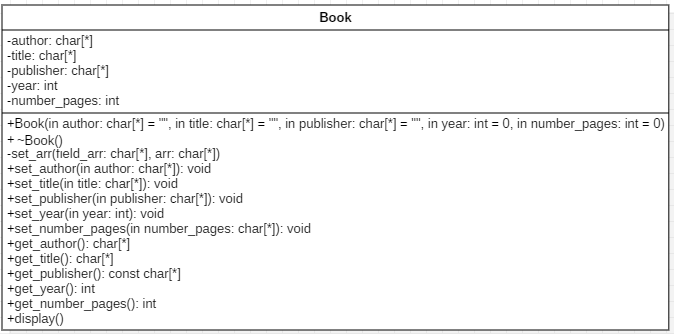 Book
-author: char[*]
-title: char[*]
-publisher: char[*]
-year: int
-number_pages: int
+Book(in author: char[*] = "", in title: char[*] = "", in publisher: char[*] = "", in year: int = 0, in number_pages: int = 0)
+ ~Book()
-set_arr(field_arr: char[*], arr: char[*])
+set_author(in author: char[*]): void
+set_title(in title: char[*]): void
+set_publisher(in publisher: char[*]): void
+set_year(in year: int): void
+set_number_pages(in number_pages: char[*]): void
+get_author(): char[*]
+get_title(): char[*]
+get_publisher(): const char[*]
+get_year(): int
+get_number_pages(): int
+display()